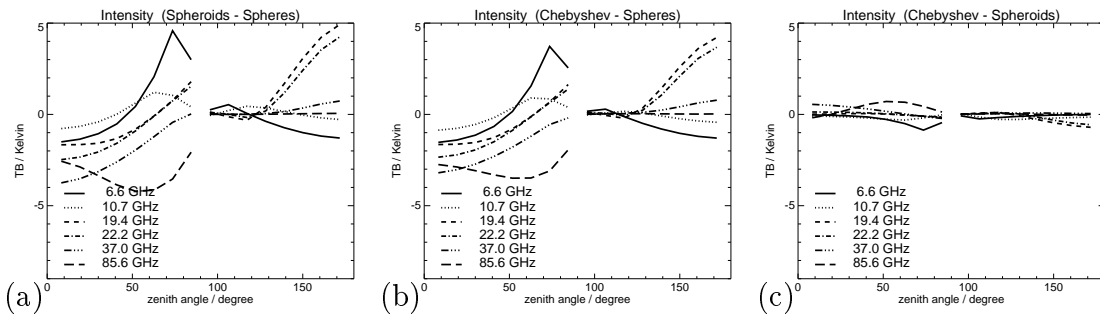 Intensity (Spheroids - Spheres)
5
0
-5
TB / Kelvin
6.6 GHz
10.7 GHz
19.4 GHz
22.2 GHz
37.0 GHz
85.6 GHz
0 50 100 150
zenith angle / degree
(a)
Intensity (Chebyshev - Spheres)
5
0
-5
TB / Kelvin
6.6 GHz
10.7 GHz
19.4 GHz
22.2 GHz
37.0 GHz
85.6 GHz
0 50 100 150
zenith angle / degree
(b)
Intensity (Chebyshev - Spheroids)
5
0
-5
TB / Kelvin
6.6 GHz
10.7 GHz
19.4 GHz
22.2 GHz
37.0 GHz
85.6 GHz
0 50 100 150
zenith angle / degree
(c)